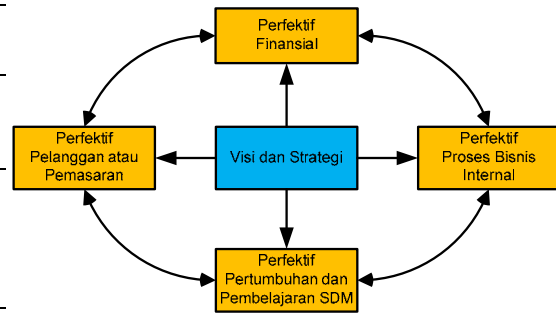 Perfektif
Finansial
Perfektif
Pelanggan atau
Pemasaran
Visi dan Strategi
Perfektif
Proses Bisnis
Internal
Perfektif
Pertumbuhan dan
Pembelajaran SDM